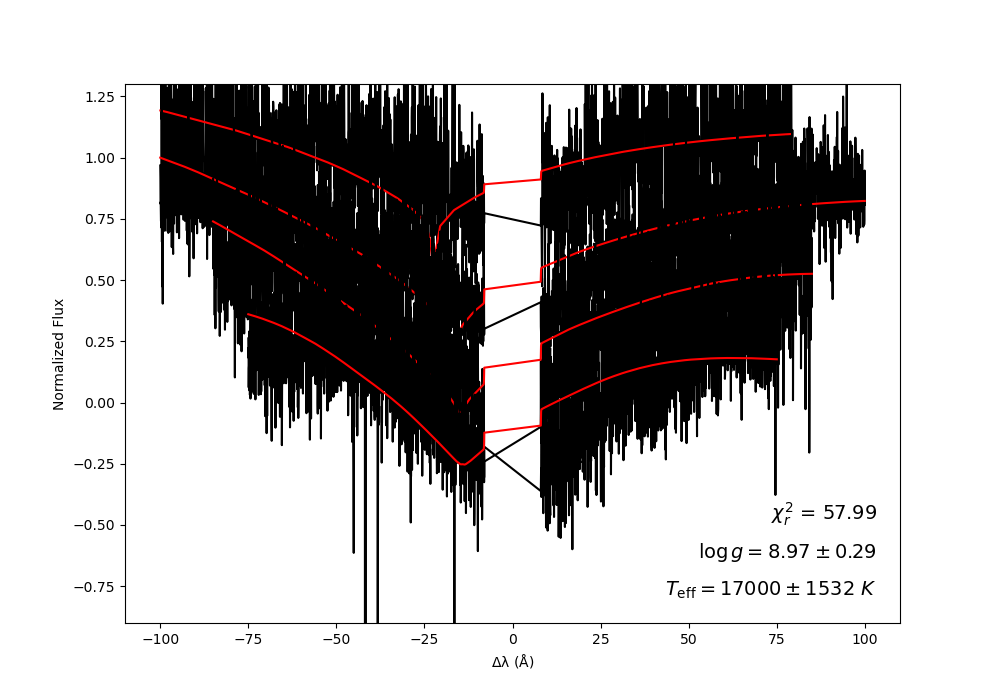 1.25
1.00
0.75
0.50
0.25
0.00
−0.25
−0.50
−0.75
Normalized Flux
χ²ᵣ = 57.99
log g = 8.97 ± 0.29
T_eff = 17000 ± 1532 K
−100 −75 −50 −25 0 25 50 75 100
Δλ (Å)